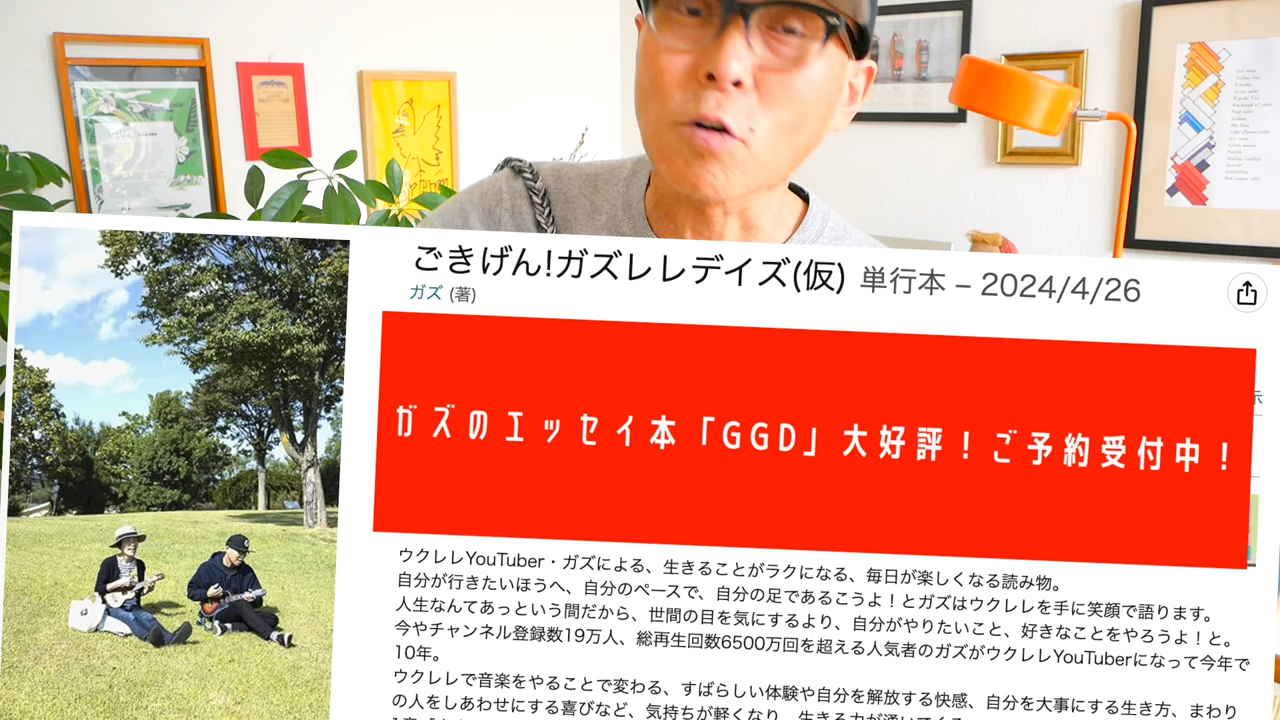 ごきげん!ガズレレデイズ(仮) 単行本 – 2024/4/26
ガズ (著)
ガズのエッセイ本「GGD」大好評！ご予約受付中！
ウクレレYouTuber・ガズによる、生きることがラクになる、毎日が楽しくなる読み物。
自分が行きたいほうへ、自分のペースで、自分の足であるこうよ！とガズはウクレレを手に笑顔で語ります。
人生なんてあっという間だから、世間の目を気にするより、自分がやりたいこと、好きなことをやろうよ！と。
今やチャンネル登録数19万人、総再生回数6500万回を超える人気者のガズがウクレレYouTuberになって今年で
10年。
ウクレレで音楽をやることで変わる、すばらしい体験や自分を解放する快感、自分を大事にする生き方、まわり
の人をしあわせにする喜びなど、気持ちが軽くなり、生きる力が湧いてくる